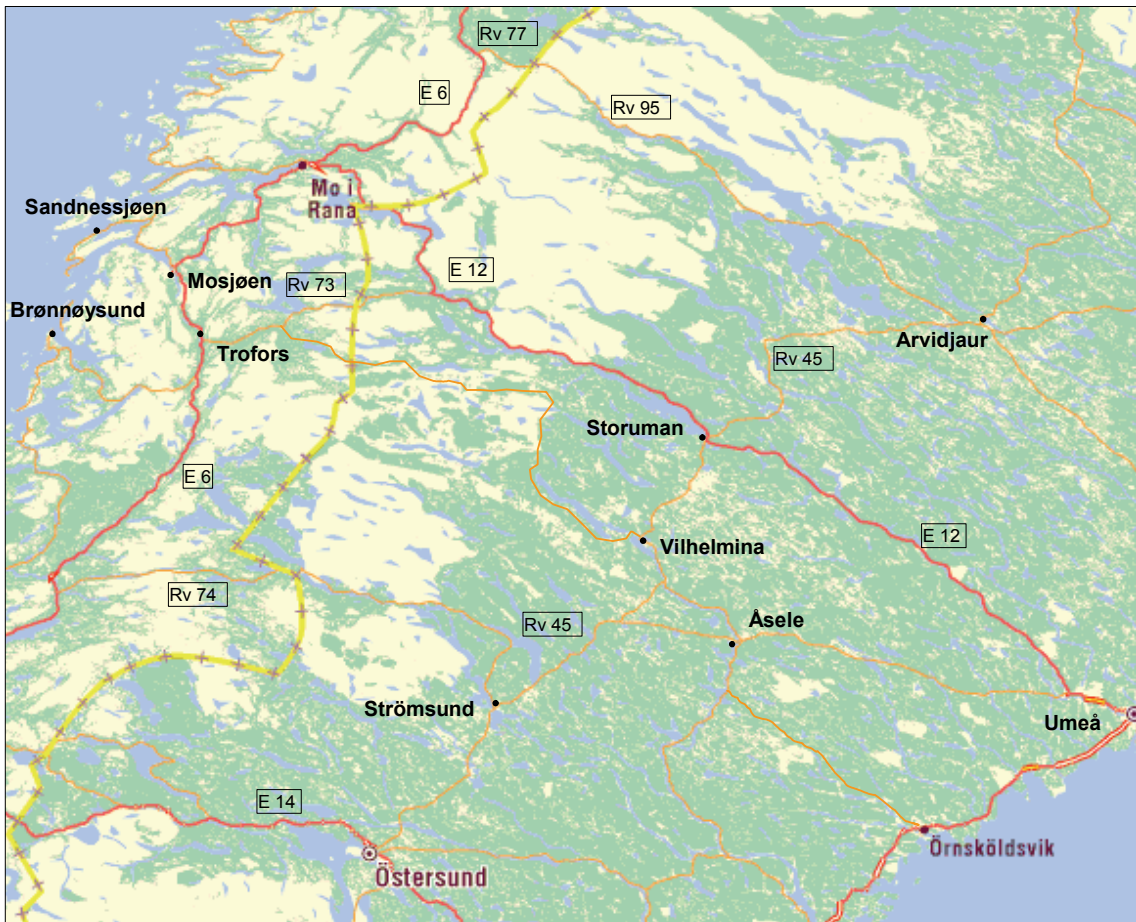 Rv 77
E 6
Rv 95
Mo i
Rana
Sandnessjøen
Mosjøen
E 12
Rv 73
Brønnøysund
Trofors
Arvidjaur
Rv 45
Storuman
E 6
E 12
Vilhelmina
Rv 74
Rv 45
Åsele
Strömsund
Umeå
E 14
Örnsköldsvik
Östersund